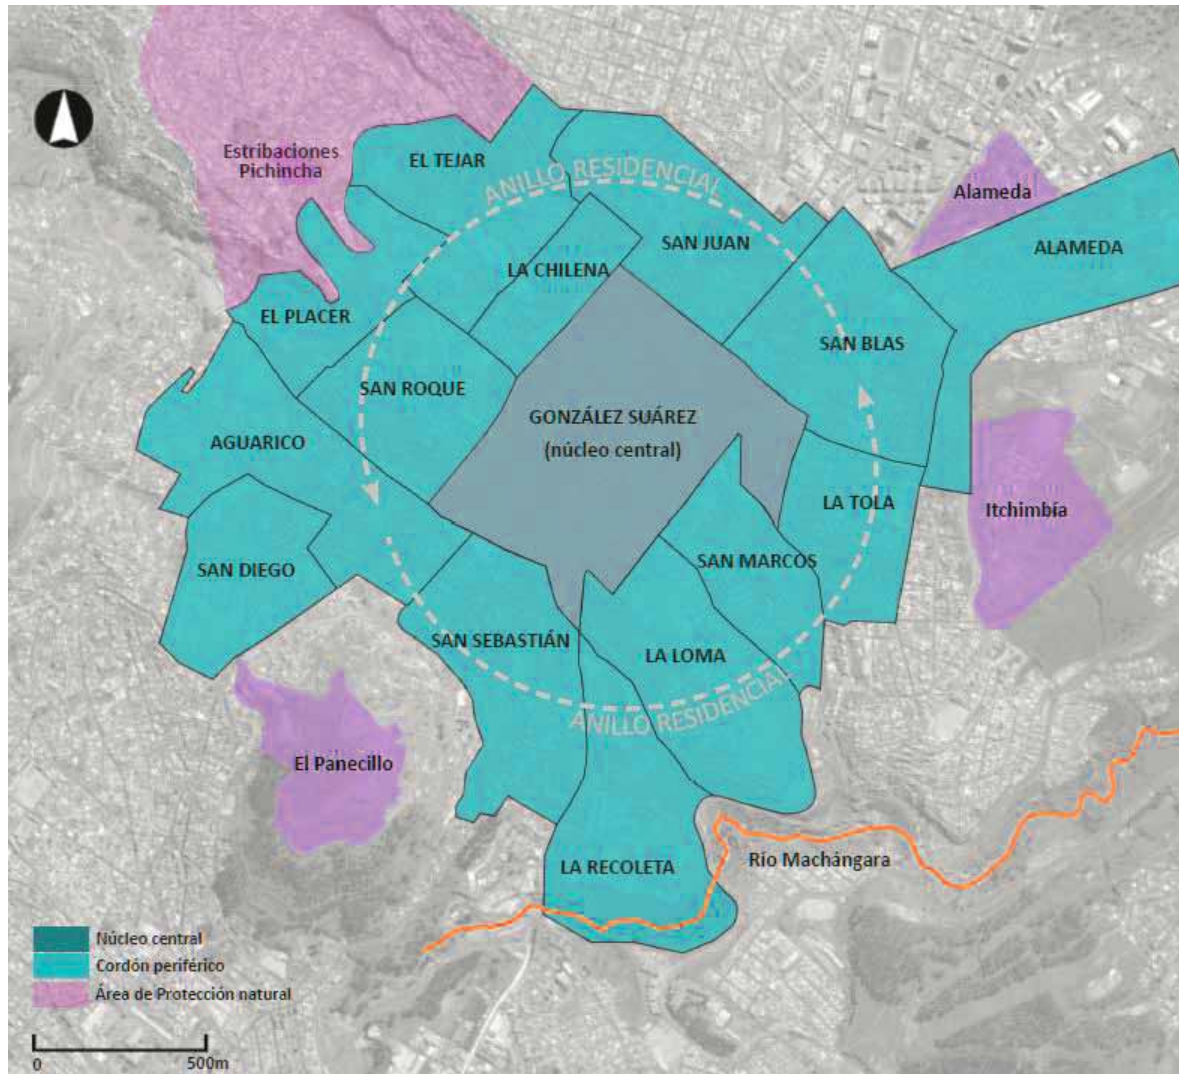 EL TEJAR
Estribaciones
Pichincha
ANILLO RESIDENCIAL
Alameda
SAN JUAN
ALAMEDA
LA CHILENA
EL PLACER
SAN BLAS
SAN ROQUE
GONZÁLEZ SUÁREZ
(núcleo central)
AGUARICO
LA TOLA
Itchimbía
SAN MARCOS
SAN DIEGO
SAN SEBASTIÁN
LA LOMA
ANILLO RESIDENCIAL
El Panecillo
LA RECOLETA
Río Machángara
Núcleo central
Cordón periférico
Área de Protección natural
0 500m